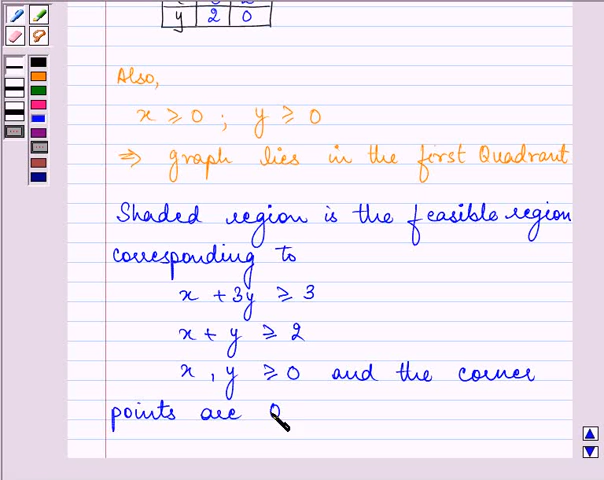 y 2 0
Also,
x ≥ 0 ; y ≥ 0
⇒ graph lies in the first Quadrant
Shaded region is the feasible region
corresponding to
x + 3y ≥ 3
x + y ≥ 2
x , y ≥ 0 and the corner
points are